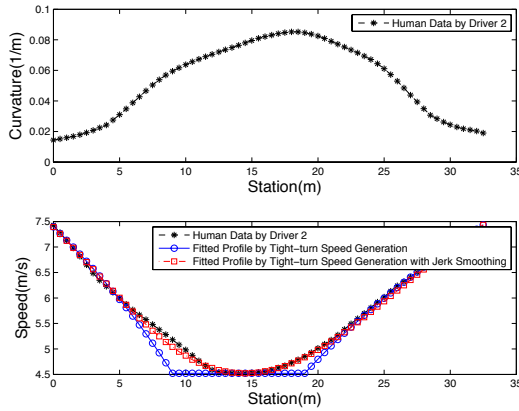 0.1
0.08
0.06
0.04
0.02
0
Curvature(1/m)
Human Data by Driver 2
0 5 10 15 20 25 30 35
Station(m)
7.5
7
6.5
6
5.5
5
4.5
Speed(m/s)
Human Data by Driver 2
Fitted Profile by Tight-turn Speed Generation
Fitted Profile by Tight-turn Speed Generation with Jerk Smoothing
0 5 10 15 20 25 30 35
Station(m)